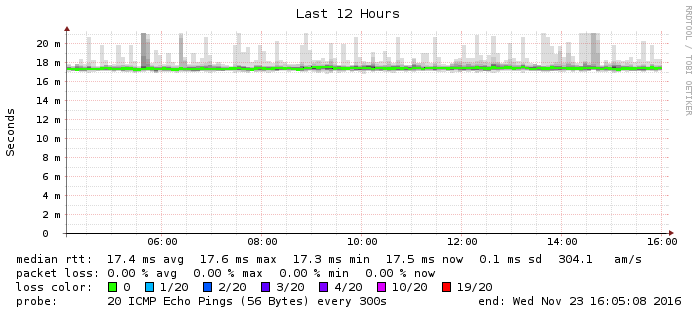 Last 12 Hours
RRDTOOL / TOBI OETIKER
Seconds
20 m
18 m
16 m
14 m
12 m
10 m
8 m
6 m
4 m
2 m
0
06:00 08:00 10:00 12:00 14:00 16:00
median rtt: 17.4 ms avg 17.6 ms max 17.3 ms min 17.5 ms now 0.1 ms sd 304.1 am/s
packet loss: 0.00 % avg 0.00 % max 0.00 % min 0.00 % now
loss color: 0 1/20 2/20 3/20 4/20 10/20 19/20
probe: 20 ICMP Echo Pings (56 Bytes) every 300s end: Wed Nov 23 16:05:08 2016